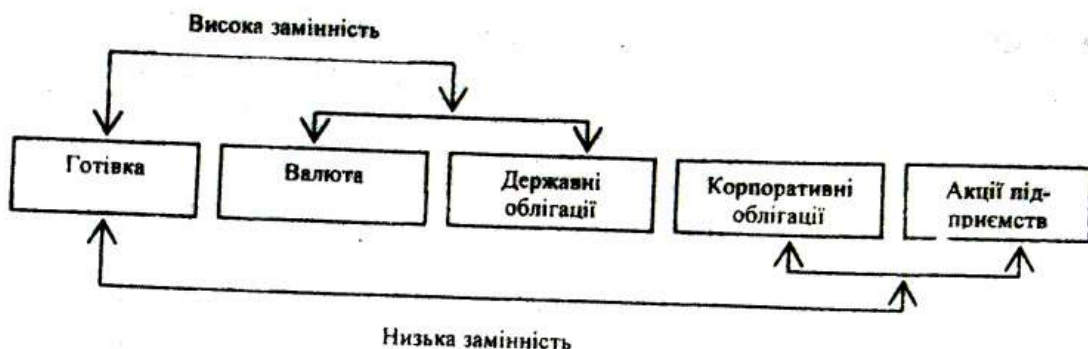 Висока замінність
Готівка
Валюта
Державні
облігації
Корпоративні
облігації
Акції під-
приємств
Низька замінність